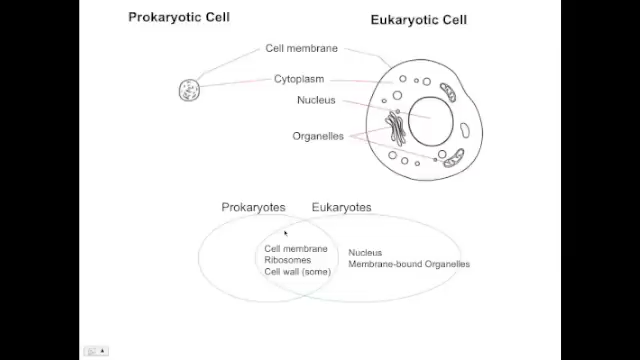 Prokaryotic Cell
Eukaryotic Cell
Cell membrane
Cytoplasm
Nucleus
Organelles
Prokaryotes
Eukaryotes
Cell membrane
Ribosomes
Cell wall (some)
Nucleus
Membrane-bound Organelles